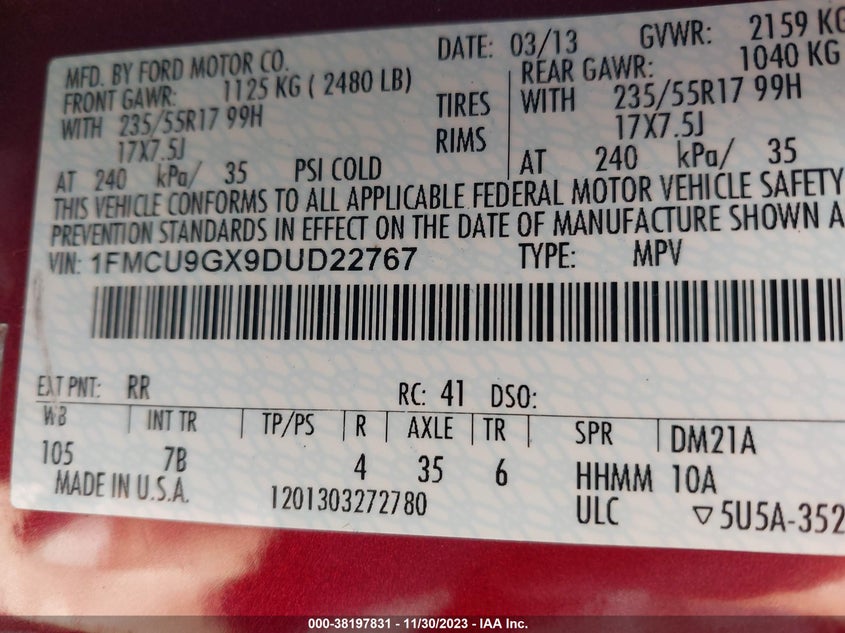 MFD. BY FORD MOTOR CO.
DATE: 03/13 GVWR: 2159 KG
FRONT GAWR: 1125 KG ( 2480 LB)
REAR GAWR: 1040 KG
WITH 235/55R17 99H TIRES
WITH 235/55R17 99H
17X7.5J RIMS
17X7.5J
AT 240 kPa/ 35 PSI COLD
AT 240 kPa/ 35
THIS VEHICLE CONFORMS TO ALL APPLICABLE FEDERAL MOTOR VEHICLE SAFETY
PREVENTION STANDARDS IN EFFECT ON THE DATE OF MANUFACTURE SHOWN A
VIN: 1FMCU9GX9DUD22767 TYPE: MPV
EXT PNT: RR RC: 41 DSO:
WB INT TR TP/PS R AXLE TR SPR DM21A
105 7B 4 35 6 HHMM 10A
MADE IN U.S.A. 1201303272780 ULC ▽5U5A-352
000-38197831 - 11/30/2023 - IAA Inc.